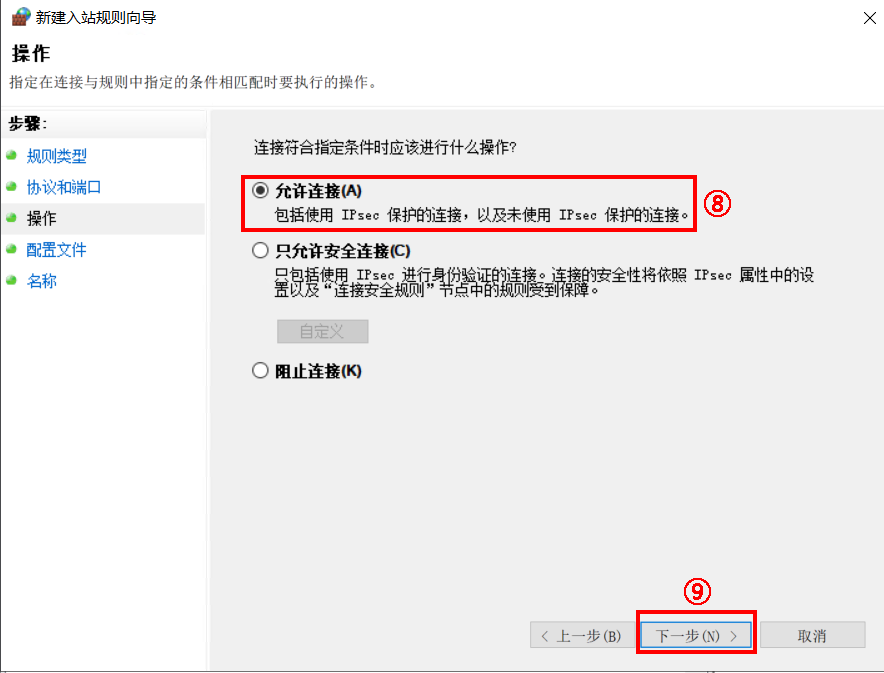 新建入站规则向导
操作
指定在连接与规则中指定的条件相匹配时要执行的操作。
步骤:
规则类型
协议和端口
操作
配置文件
名称
连接符合指定条件时应该进行什么操作?
允许连接(A)
包括使用 IPsec 保护的连接，以及未使用 IPsec 保护的连接。
⑧
只允许安全连接(C)
只包括使用 IPsec 进行身份验证的连接。连接的安全性将依照 IPsec 属性中的设
置以及“连接安全规则”节点中的规则受到保障。
自定义
阻止连接(K)
⑨
< 上一步(B)
下一步(N) >
取消